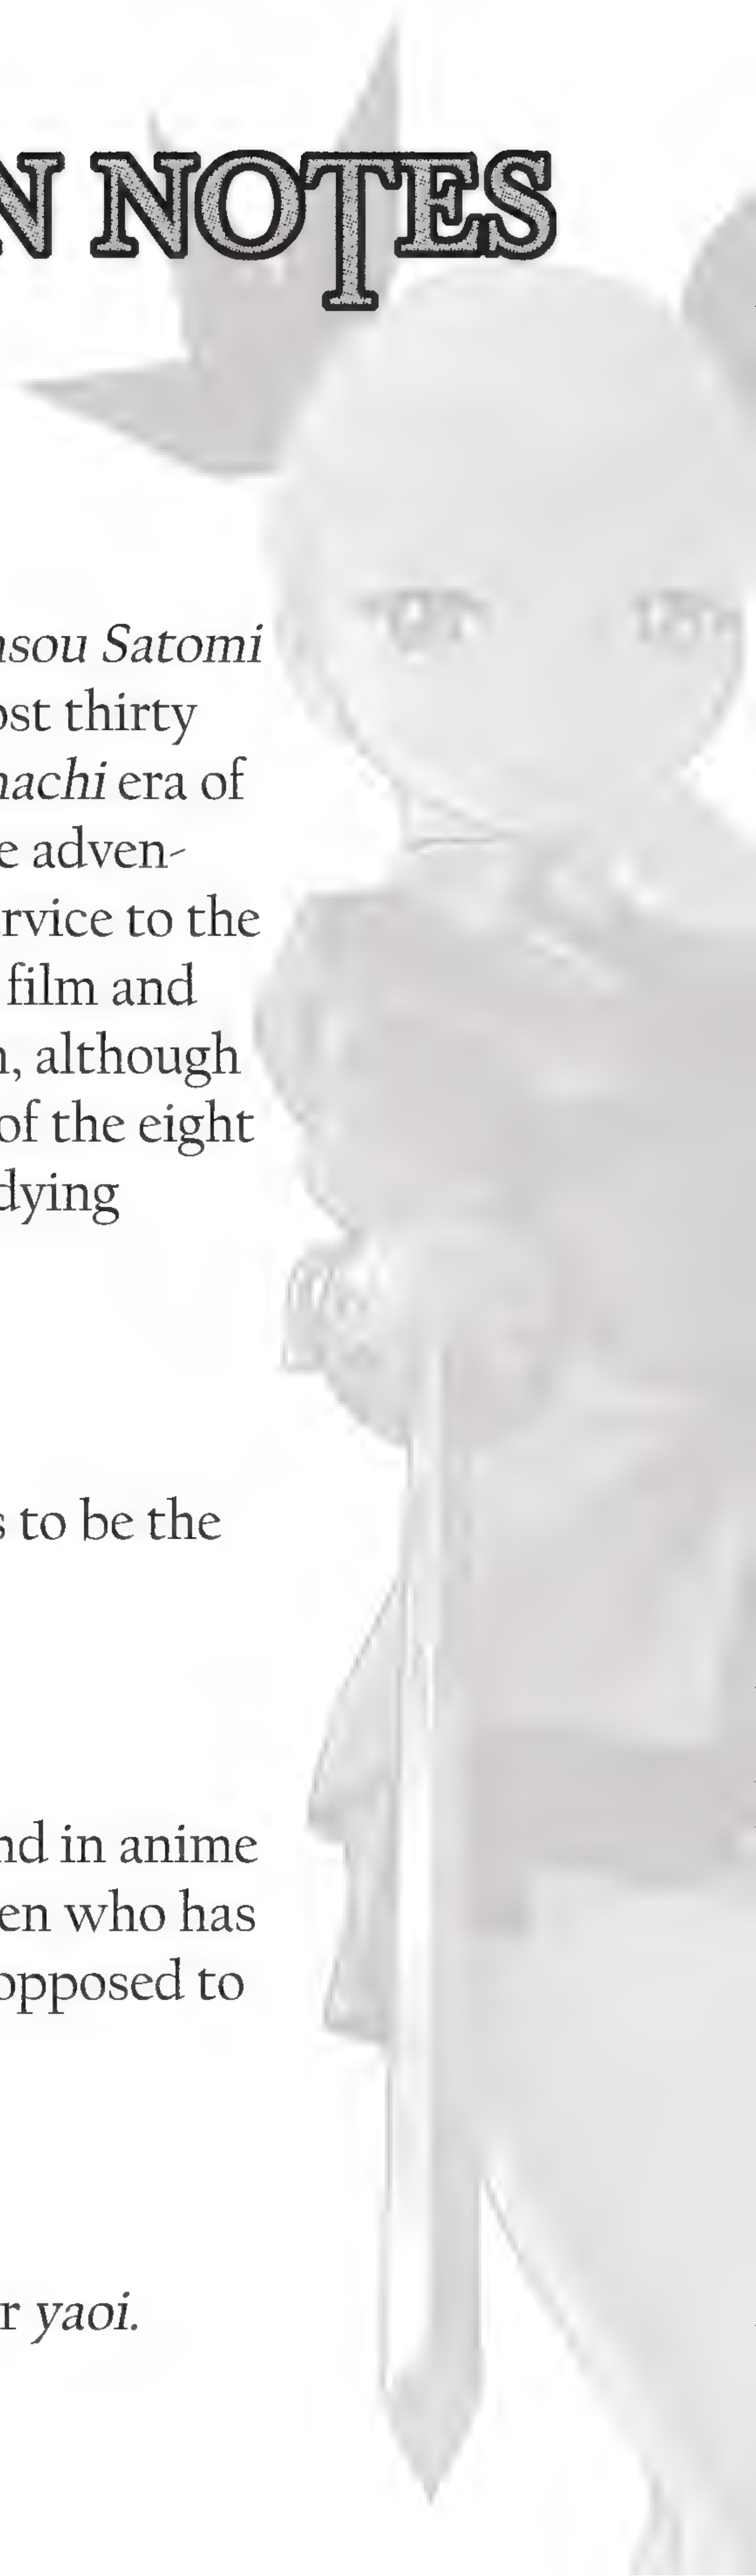 N NOTES
nsou Satomi
ost thirty
nachi era of
e adven-
rvice to the
film and
n, although
of the eight
dying
s to be the
nd in anime
en who has
opposed to
r yaoi.